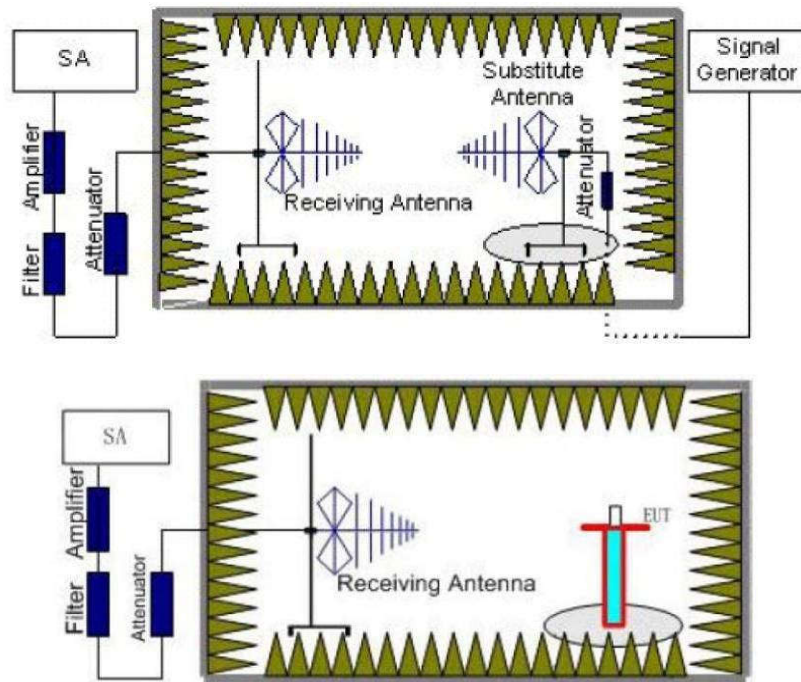 SA
Signal
Generator
Substitute
Antenna
Amplifier
Attenuator
Attenuator
Receiving Antenna
Filter
SA
Amplifier
EUT
Receiving Antenna
Filter
Attenuator